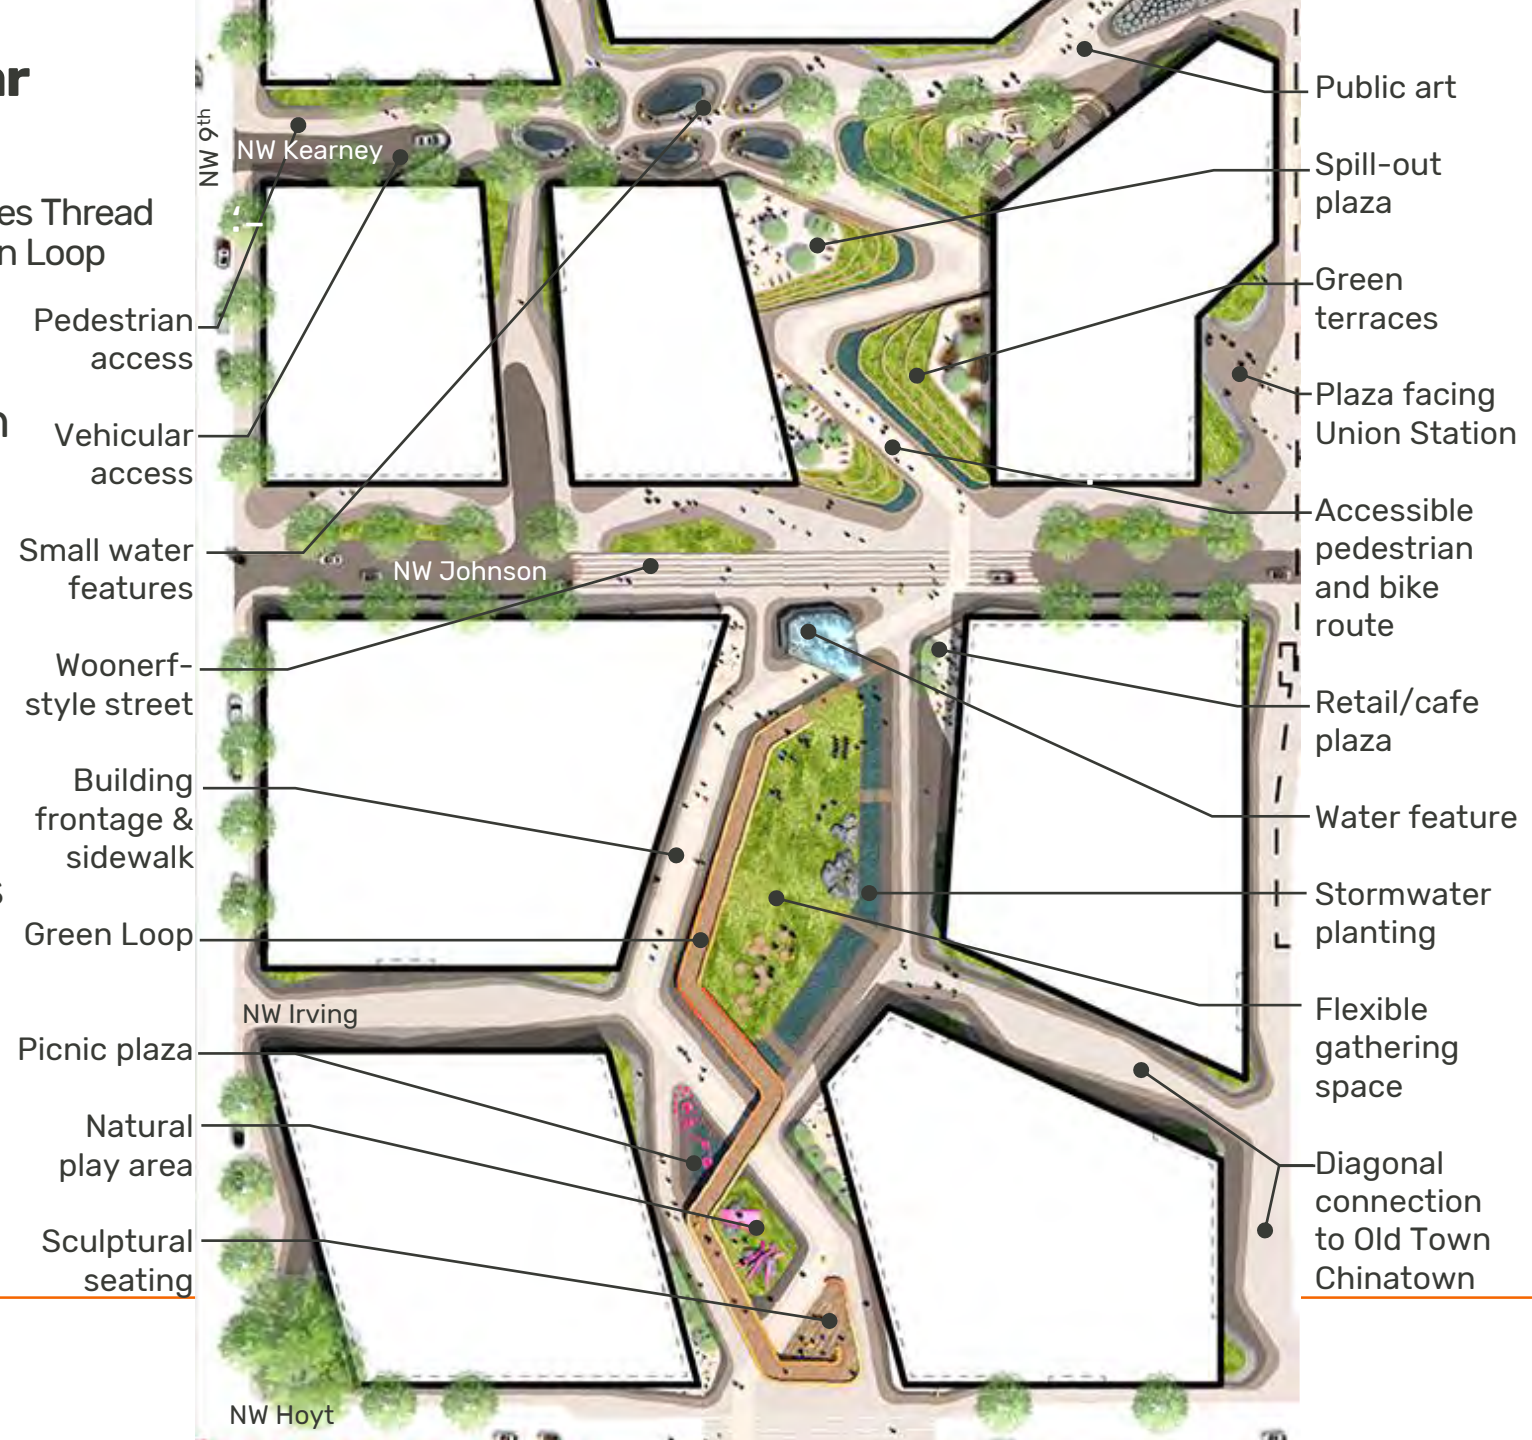 ar
es Thread
n Loop
Pedestrian
access
n
Vehicular
access
Small water
features
Woonerf-
style street
Building
frontage &
sidewalk
s
Green Loop
Picnic plaza
Natural
play area
Sculptural
seating
NW 9th
NW Kearney
NW Johnson
NW Irving
NW Hoyt
Public art
Spill-out
plaza
Green
terraces
Plaza facing
Union Station
Accessible
pedestrian
and bike
route
Retail/cafe
plaza
Water feature
Stormwater
planting
Flexible
gathering
space
Diagonal
connection
to Old Town
Chinatown